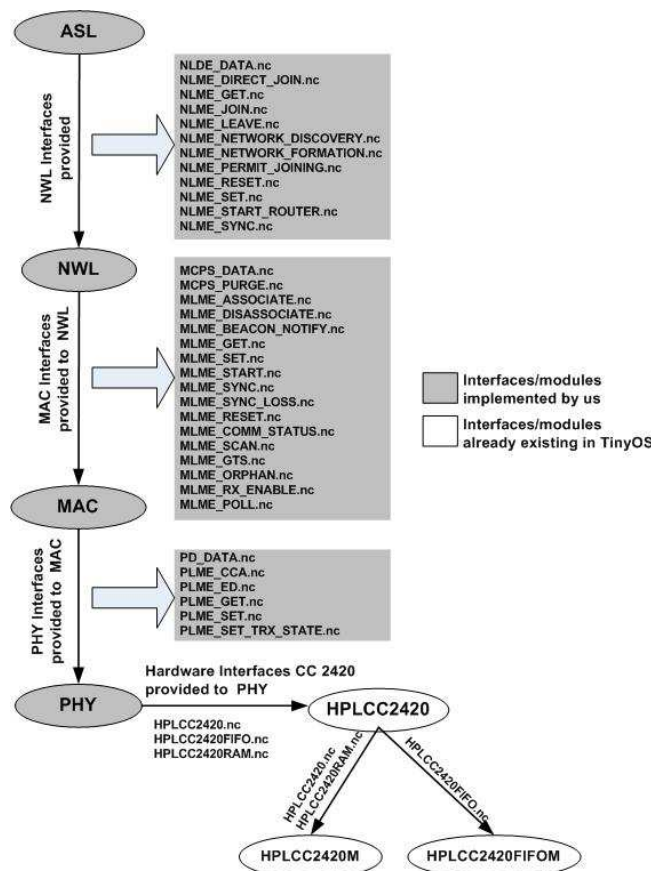 ASL
NWL Interfaces
provided
NLDE_DATA.nc
NLME_DIRECT_JOIN.nc
NLME_GET.nc
NLME_JOIN.nc
NLME_LEAVE.nc
NLME_NETWORK_DISCOVERY.nc
NLME_NETWORK_FORMATION.nc
NLME_PERMIT_JOINING.nc
NLME_RESET.nc
NLME_SET.nc
NLME_START_ROUTER.nc
NLME_SYNC.nc
NWL
MAC Interfaces
provided to NWL
MCPS_DATA.nc
MCPS_PURGE.nc
MLME_ASSOCIATE.nc
MLME_DISASSOCIATE.nc
MLME_BEACON_NOTIFY.nc
MLME_GET.nc
MLME_SET.nc
MLME_START.nc
MLME_SYNC.nc
MLME_SYNC_LOSS.nc
MLME_RESET.nc
MLME_COMM_STATUS.nc
MLME_SCAN.nc
MLME_GTS.nc
MLME_ORPHAN.nc
MLME_RX_ENABLE.nc
MLME_POLL.nc
Interfaces/modules
implemented by us
Interfaces/modules
already existing in TinyOS
MAC
PHY Interfaces
provided to MAC
PD_DATA.nc
PLME_CCA.nc
PLME_ED.nc
PLME_GET.nc
PLME_SET.nc
PLME_SET_TRX_STATE.nc
PHY
Hardware Interfaces CC 2420
provided to PHY
HPLCC2420.nc
HPLCC2420FIFO.nc
HPLCC2420RAM.nc
HPLCC2420
HPLCC2420.nc
HPLCC2420RAM.nc
HPLCC2420FIFO.nc
HPLCC2420M
HPLCC2420FIFOM